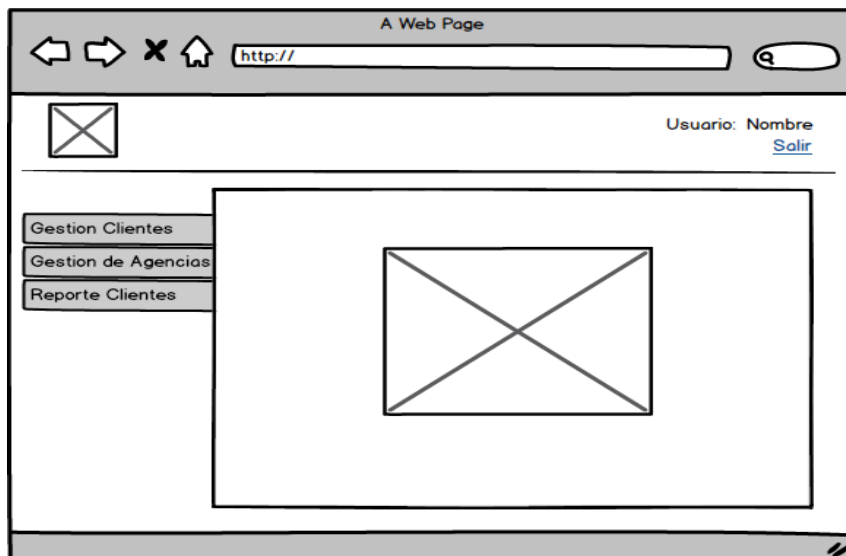 A Web Page
http://
Usuario: Nombre
Salir
Gestion Clientes
Gestion de Agencias
Reporte Clientes